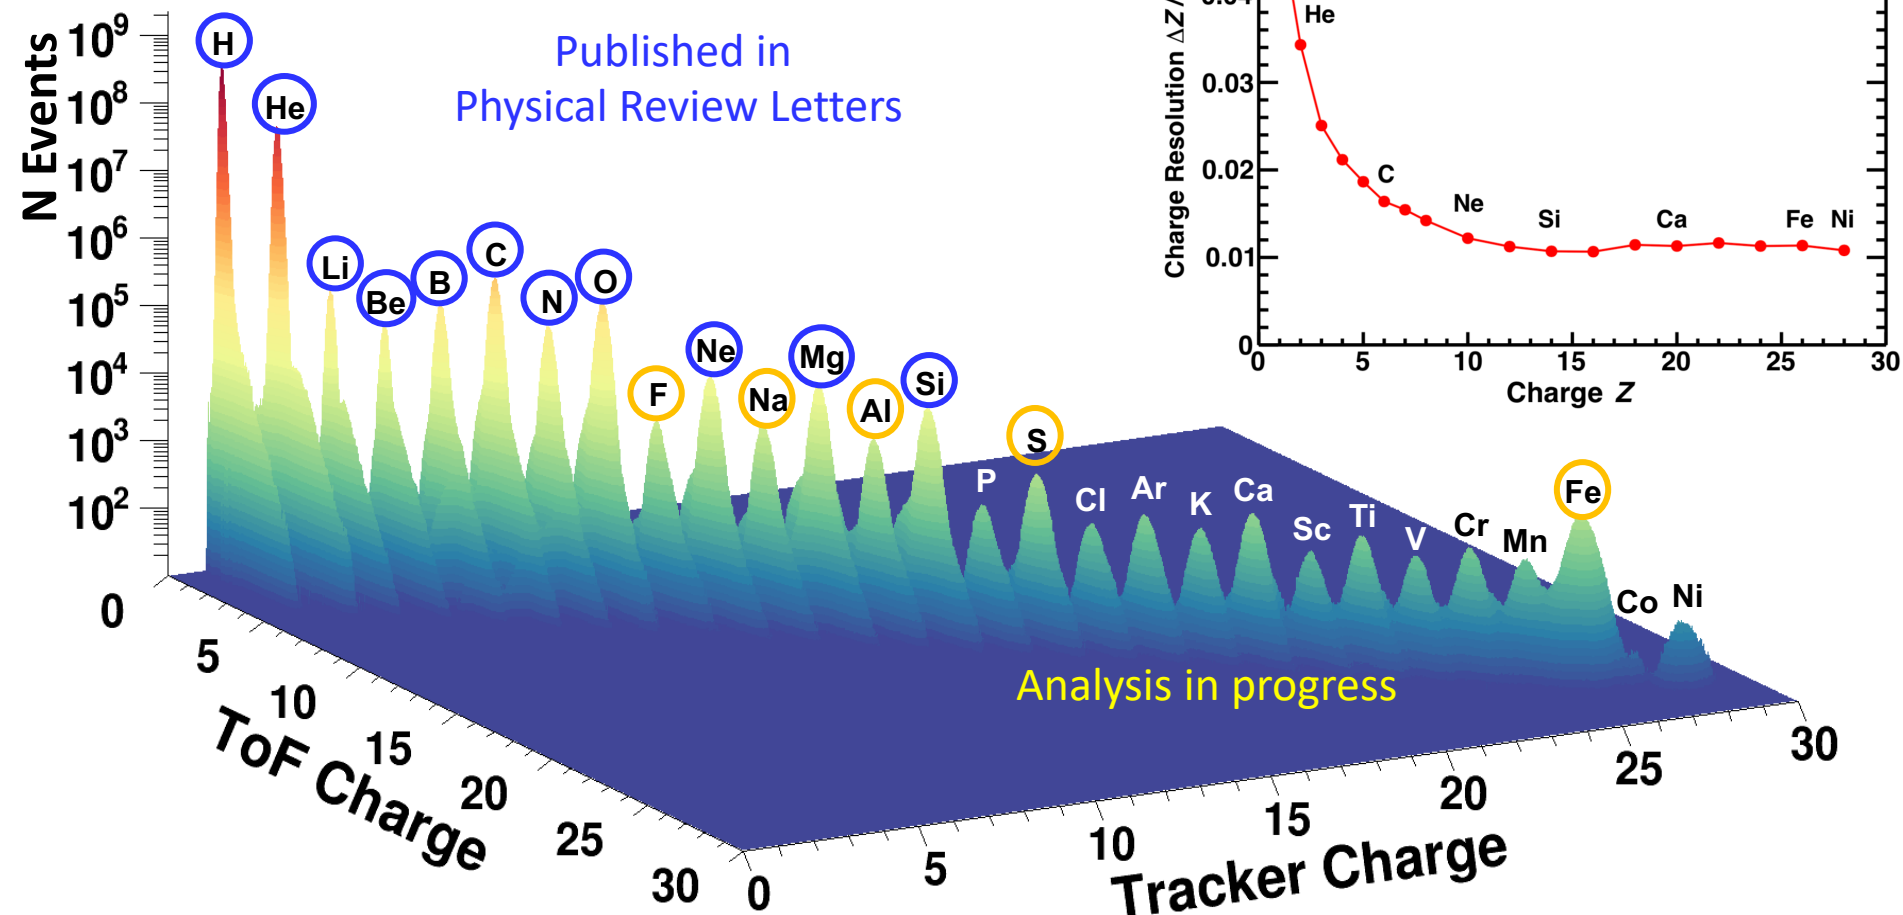 N Events
10⁹
10⁸
10⁷
10⁶
10⁵
10⁴
10³
10²
Published in
Physical Review Letters
H
He
Li
Be
B
C
N
O
F
Ne
Na
Mg
Al
Si
P
S
Cl
Ar
K
Ca
Sc
Ti
V
Cr
Mn
Fe
Co
Ni
Analysis in progress
0
5
10
15
20
25
30
ToF Charge
0
5
10
15
20
25
30
Tracker Charge
Charge Resolution ΔZ/
0.03
0.02
0.01
0
He
C
Ne
Si
Ca
Fe
Ni
0
5
10
15
20
25
30
Charge Z